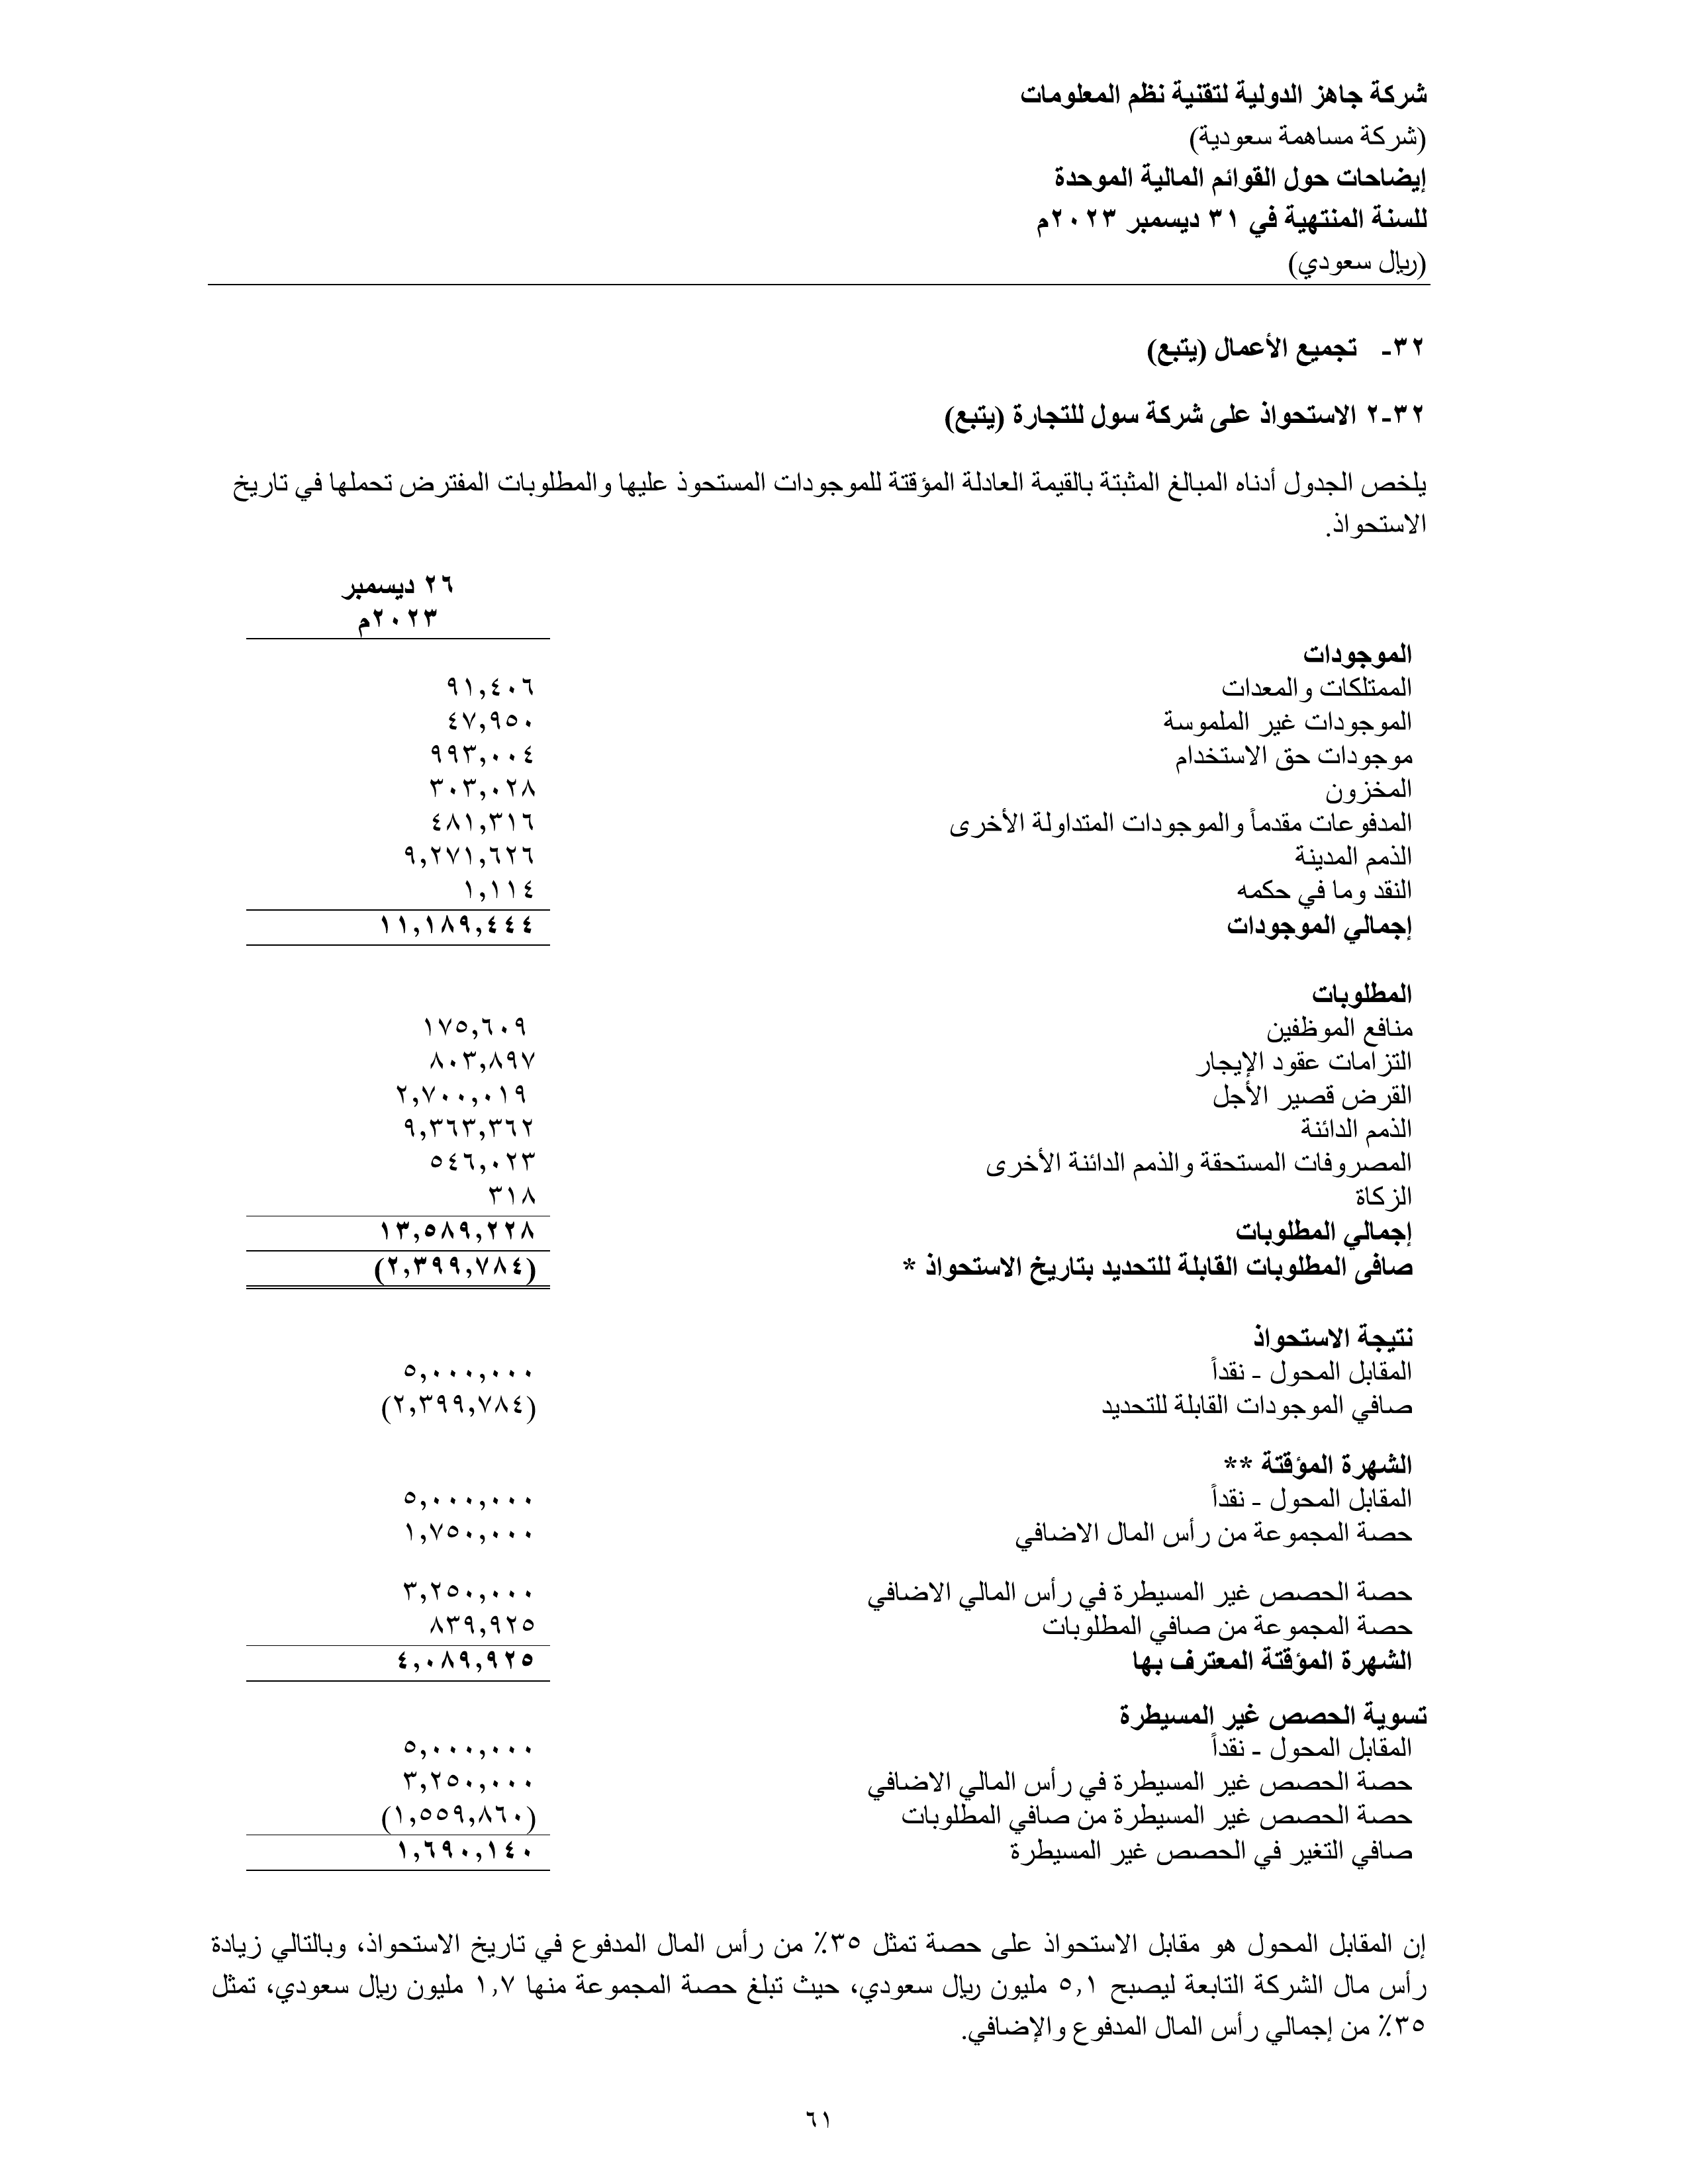 شركة جاهز الدولية لتقنية نظم المعلومات
(شركة مساهمة سعودية)
إيضاحات حول القوائم المالية الموحدة
للسنة المنتهية في ٣١ ديسمبر ٢٠٢٣م
(ريال سعودي)
٣٢- تجميع الأعمال (يتبع)
٣٢-٢ الاستحواذ على شركة سول للتجارة (يتبع)
يلخص الجدول أدناه المبالغ المثبتة بالقيمة العادلة المؤقتة للموجودات المستحوذ عليها والمطلوبات المفترض تحملها في تاريخ
الاستحواذ.
٢٦ ديسمبر
٢٠٢٣م
الموجودات
الممتلكات والمعدات ٩١,٤٠٦
الموجودات غير الملموسة ٤٧,٩٥٠
موجودات حق الاستخدام ٩٩٣,٠٠٤
المخزون ٣٠٣,٠٢٨
المدفوعات مقدماً والموجودات المتداولة الأخرى ٤٨١,٣١٦
الذمم المدينة ٩,٢٧١,٦٢٦
النقد وما في حكمه ١,١١٤
إجمالي الموجودات ١١,١٨٩,٤٤٤
المطلوبات
منافع الموظفين ١٧٥,٦٠٩
التزامات عقود الإيجار ٨٠٣,٨٩٧
القرض قصير الأجل ٢,٧٠٠,٠١٩
الذمم الدائنة ٩,٣٦٣,٣٦٢
المصروفات المستحقة والذمم الدائنة الأخرى ٥٤٦,٠٢٣
الزكاة ٣١٨
إجمالي المطلوبات ١٣,٥٨٩,٢٢٨
صافى المطلوبات القابلة للتحديد بتاريخ الاستحواذ * (٢,٣٩٩,٧٨٤)
نتيجة الاستحواذ
المقابل المحول - نقداً ٥,٠٠٠,٠٠٠
صافي الموجودات القابلة للتحديد (٢,٣٩٩,٧٨٤)
الشهرة المؤقتة **
المقابل المحول - نقداً ٥,٠٠٠,٠٠٠
حصة المجموعة من رأس المال الاضافي ١,٧٥٠,٠٠٠
حصة الحصص غير المسيطرة في رأس المالي الاضافي ٣,٢٥٠,٠٠٠
حصة المجموعة من صافي المطلوبات ٨٣٩,٩٢٥
الشهرة المؤقتة المعترف بها ٤,٠٨٩,٩٢٥
تسوية الحصص غير المسيطرة
المقابل المحول - نقداً ٥,٠٠٠,٠٠٠
حصة الحصص غير المسيطرة في رأس المالي الاضافي ٣,٢٥٠,٠٠٠
حصة الحصص غير المسيطرة من صافي المطلوبات (١,٥٥٩,٨٦٠)
صافي التغير في الحصص غير المسيطرة ١,٦٩٠,١٤٠
إن المقابل المحول هو مقابل الاستحواذ على حصة تمثل ٣٥٪ من رأس المال المدفوع في تاريخ الاستحواذ، وبالتالي زيادة
رأس مال الشركة التابعة ليصبح ٥,١ مليون ريال سعودي، حيث تبلغ حصة المجموعة منها ١,٧ مليون ريال سعودي، تمثل
٣٥٪ من إجمالي رأس المال المدفوع والإضافي.
٦١